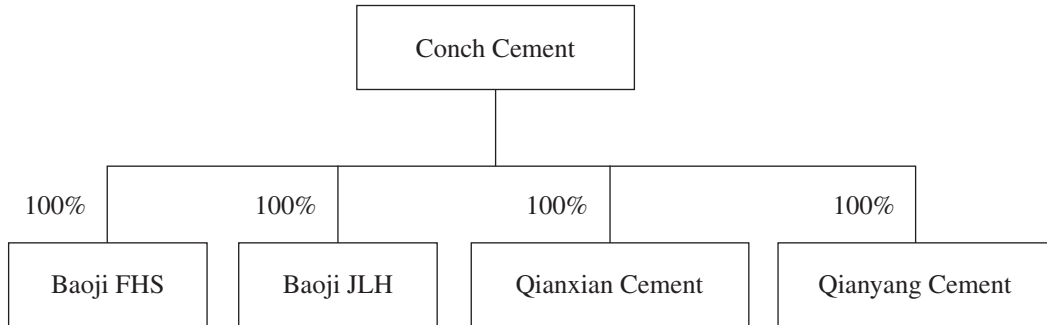 Conch Cement
100%
100%
100%
100%
Baoji FHS
Baoji JLH
Qianxian Cement
Qianyang Cement